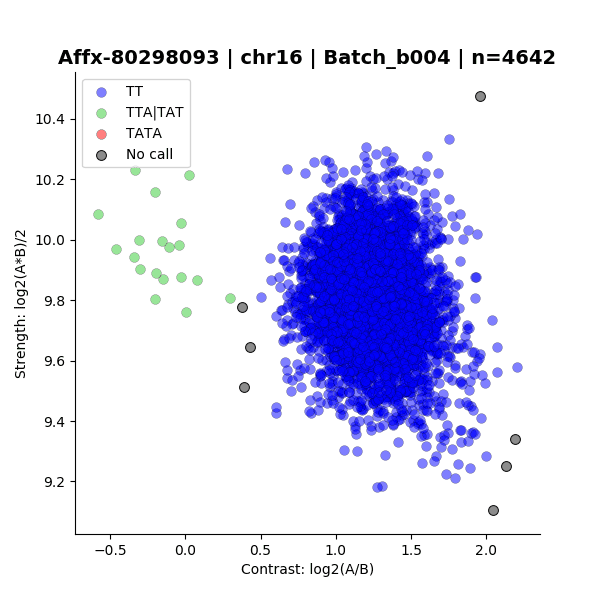 Affx-80298093 | chr16 | Batch_b004 | n=4642
TT
TTA|TAT
TATA
No call
Strength: log2(A*B)/2
10.4
10.2
10.0
9.8
9.6
9.4
9.2
−0.5
0.0
0.5
1.0
1.5
2.0
Contrast: log2(A/B)